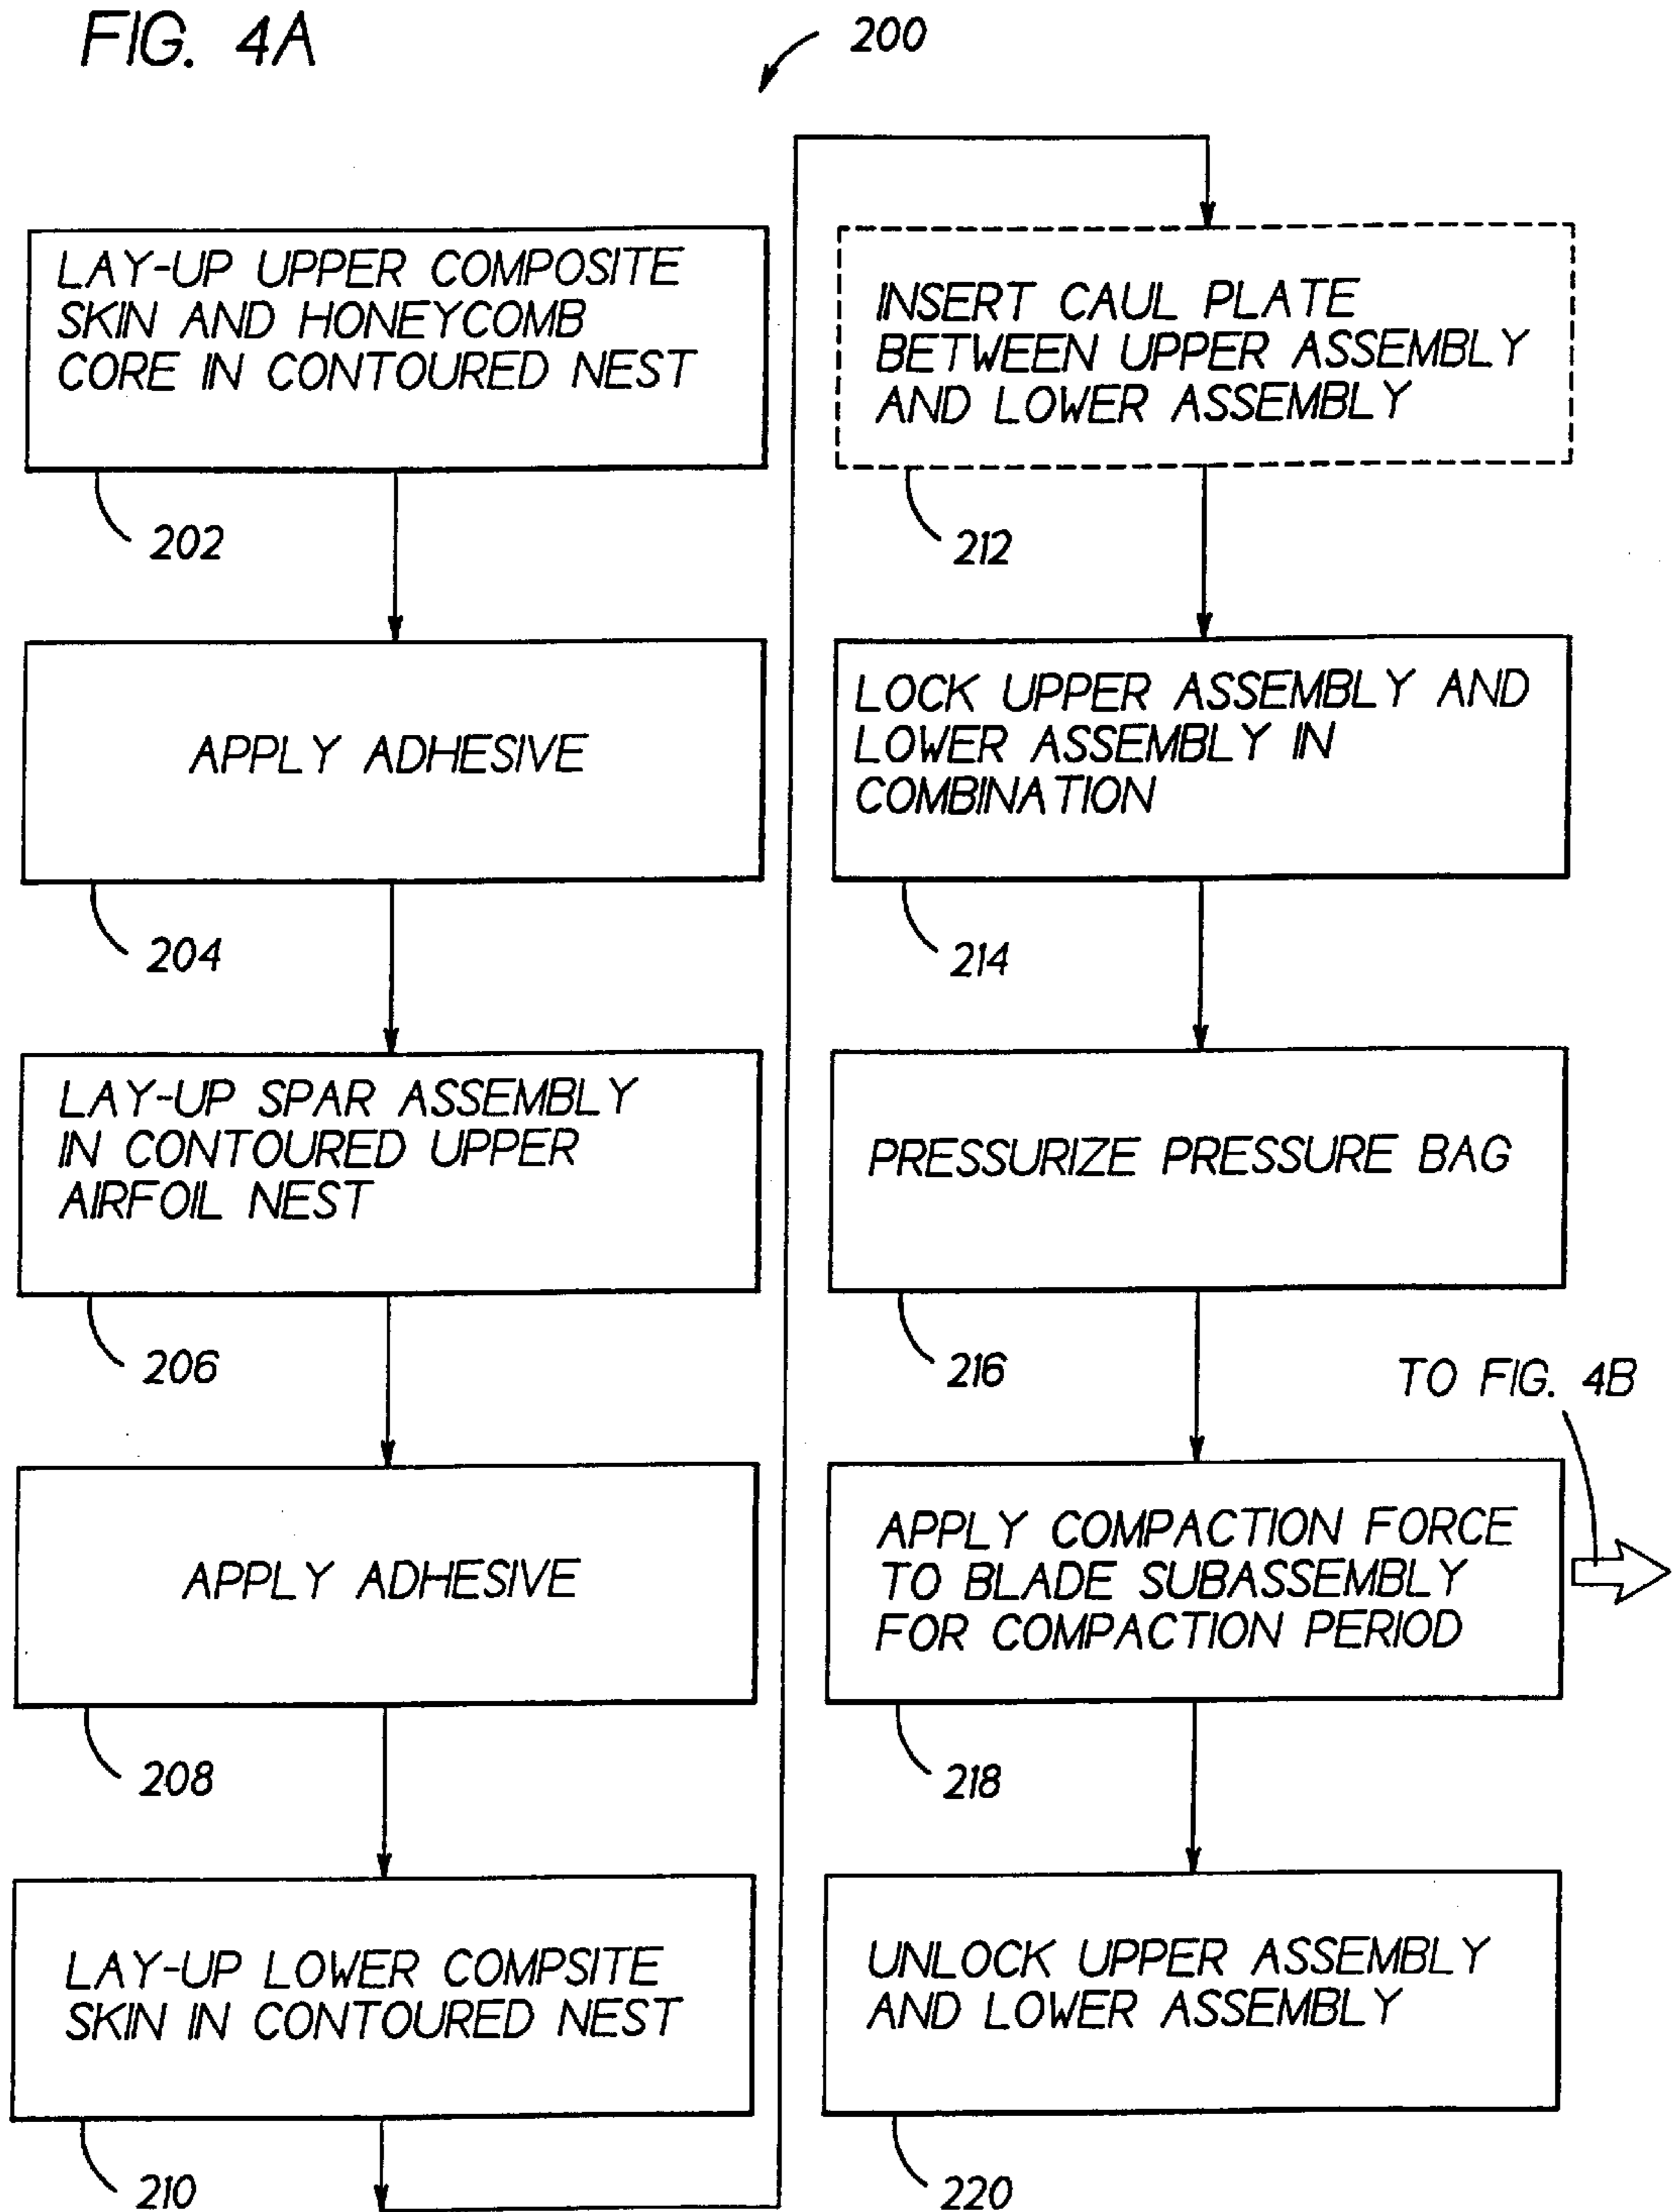 FIG. 4A
200
LAY-UP UPPER COMPOSITE
SKIN AND HONEYCOMB
CORE IN CONTOURED NEST
202
APPLY ADHESIVE
204
LAY-UP SPAR ASSEMBLY
IN CONTOURED UPPER
AIRFOIL NEST
206
APPLY ADHESIVE
208
LAY-UP LOWER COMPSITE
SKIN IN CONTOURED NEST
210
INSERT CAUL PLATE
BETWEEN UPPER ASSEMBLY
AND LOWER ASSEMBLY
212
LOCK UPPER ASSEMBLY AND
LOWER ASSEMBLY IN
COMBINATION
214
PRESSURIZE PRESSURE BAG
216
TO FIG. 4B
APPLY COMPACTION FORCE
TO BLADE SUBASSEMBLY
FOR COMPACTION PERIOD
218
UNLOCK UPPER ASSEMBLY
AND LOWER ASSEMBLY
220